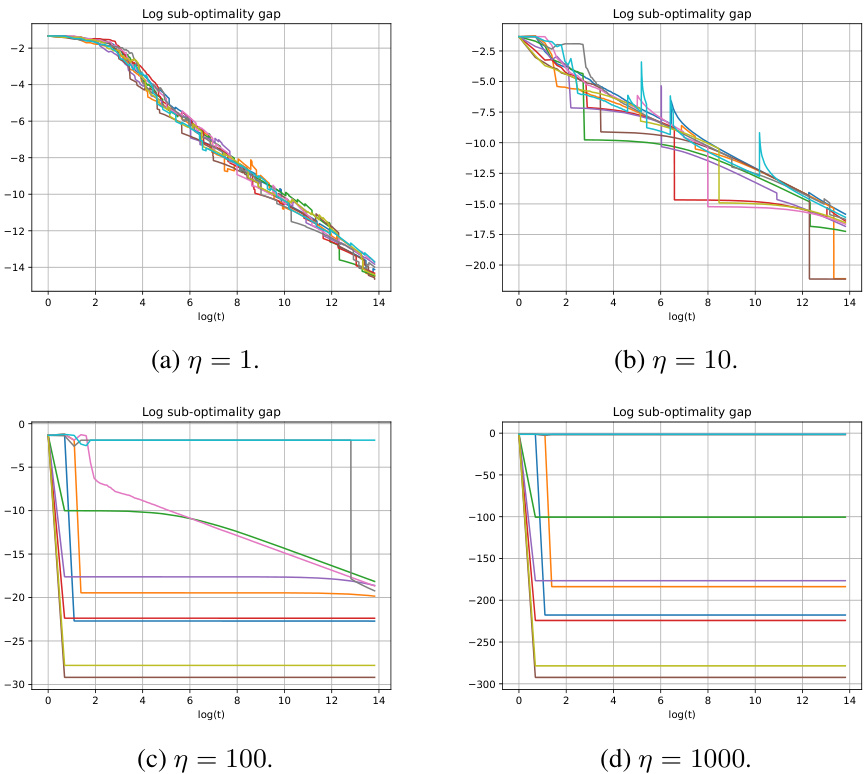 Log sub-optimality gap
−2
−4
−6
−8
−10
−12
−14
0 2 4 6 8 10 12 14
log(t)
(a) η = 1.
Log sub-optimality gap
−2.5
−5.0
−7.5
−10.0
−12.5
−15.0
−17.5
−20.0
0 2 4 6 8 10 12 14
log(t)
(b) η = 10.
Log sub-optimality gap
0
−5
−10
−15
−20
−25
−30
0 2 4 6 8 10 12 14
log(t)
(c) η = 100.
Log sub-optimality gap
0
−50
−100
−150
−200
−250
−300
0 2 4 6 8 10 12 14
log(t)
(d) η = 1000.